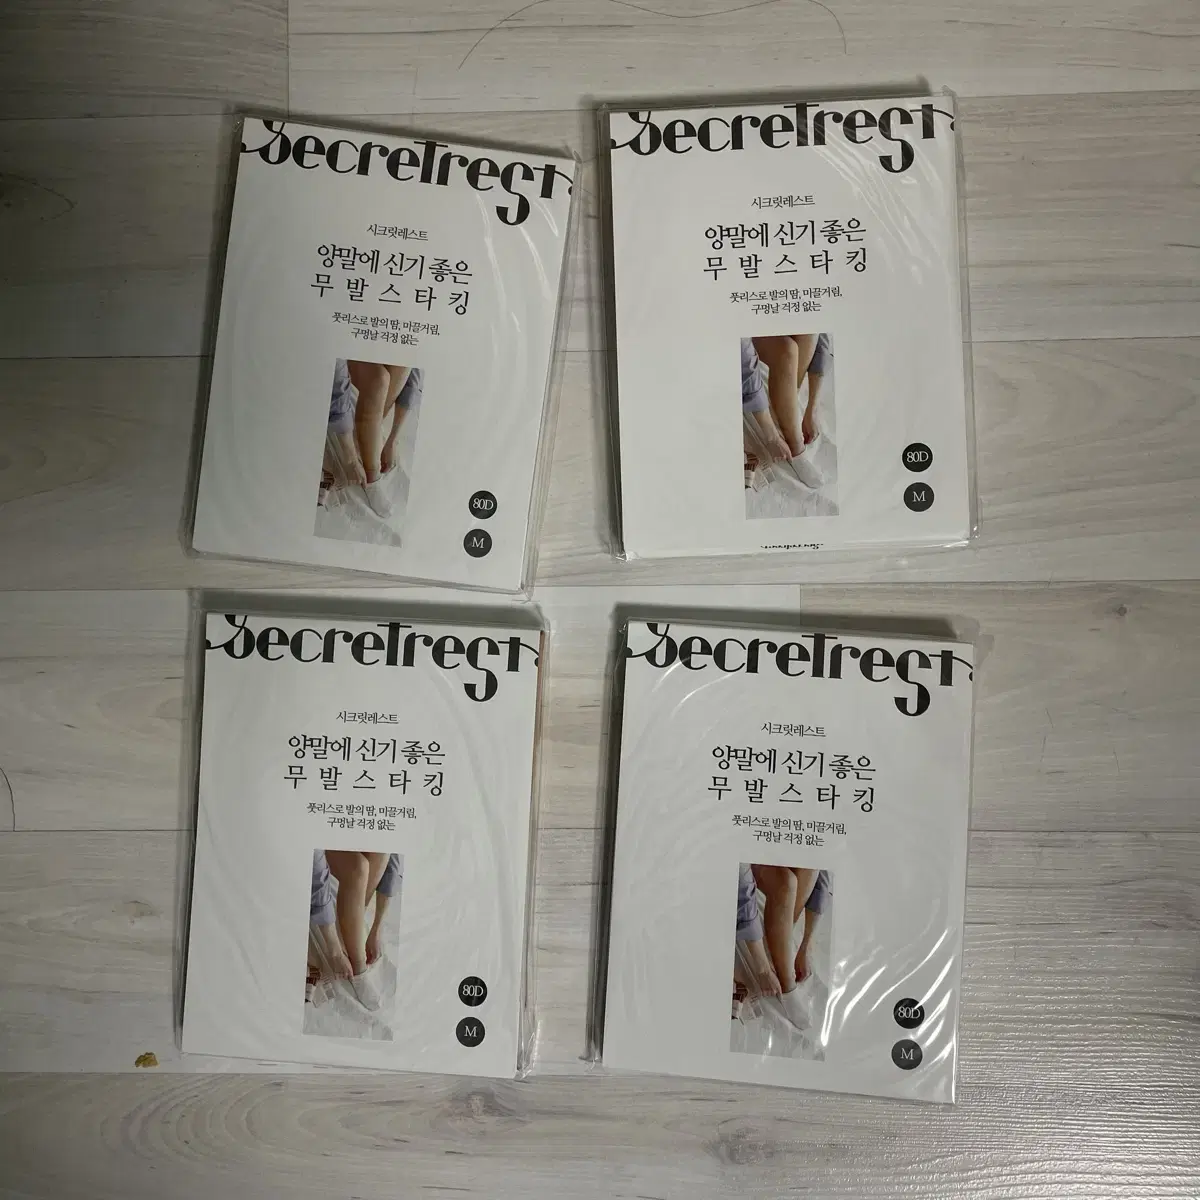 Secretrest
시크릿레스트
양말에 신기 좋은
무발스타킹
풋리스로 발의 땀, 미끌거림,
구멍날 걱정 없는
80D
M
Secretrest
시크릿레스트
양말에 신기 좋은
무발스타킹
풋리스로 발의 땀, 미끌거림,
구멍날 걱정 없는
80D
M
Secretrest
시크릿레스트
양말에 신기 좋은
무발스타킹
풋리스로 발의 땀, 미끌거림,
구멍날 걱정 없는
80D
M
Secretrest
시크릿레스트
양말에 신기 좋은
무발스타킹
풋리스로 발의 땀, 미끌거림,
구멍날 걱정 없는
80D
M